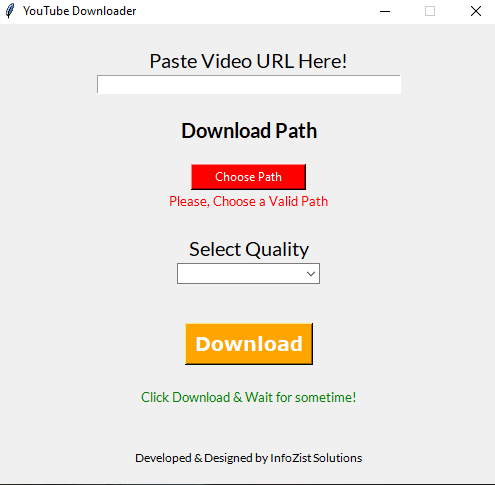 YouTube Downloader
Paste Video URL Here!
Download Path
Choose Path
Please, Choose a Valid Path
Select Quality
Download
Click Download & Wait for sometime!
Developed & Designed by InfoZist Solutions